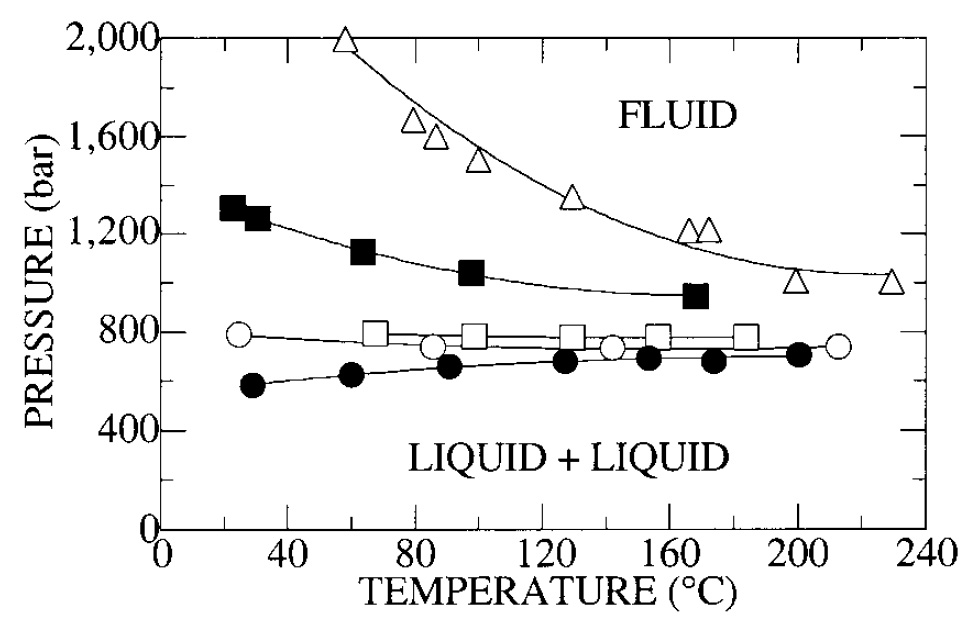 2,000
FLUID
1,600
1,200
PRESSURE (bar)
800
400
LIQUID + LIQUID
0
0 40 80 120 160 200 240
TEMPERATURE (°C)